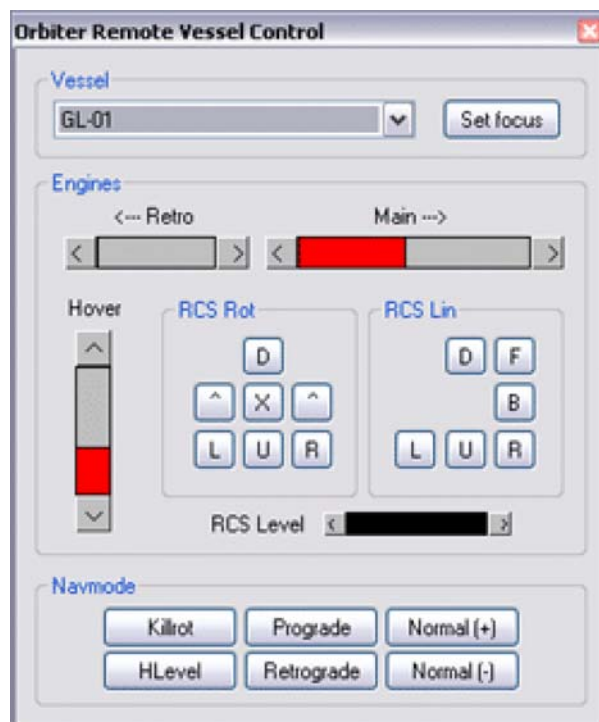 Orbiter Remote Vessel Control
Vessel
GL-01
Set focus
Engines
<--- Retro
Main --->
< > < >
Hover
RCS Rot
RCS Lin
D
D F
^ X ^
B
L U R
L U R
RCS Level < >
Navmode
Killrot Prograde Normal (+)
HLevel Retrograde Normal (-)